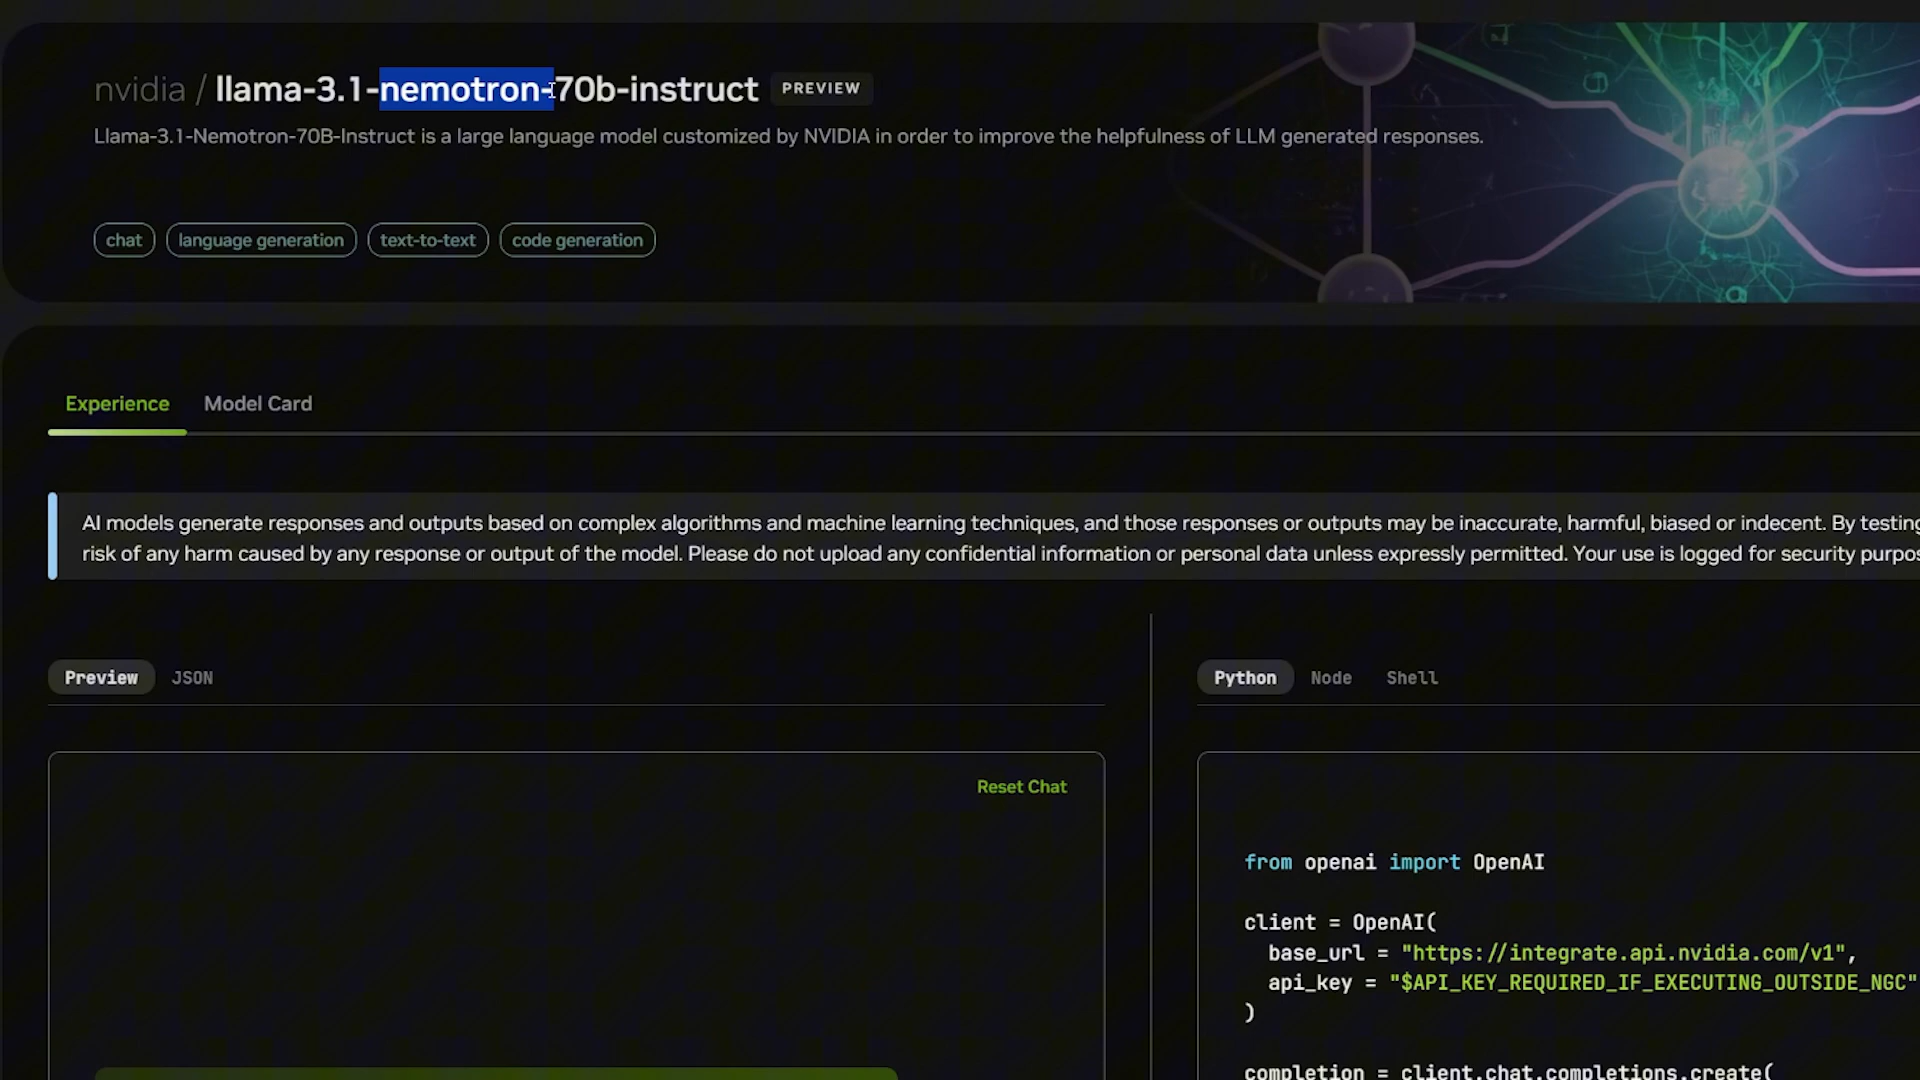 nvidia / llama-3.1-nemotron-70b-instruct PREVIEW
Llama-3.1-Nemotron-70B-Instruct is a large language model customized by NVIDIA in order to improve the helpfulness of LLM generated responses.
chat language generation text-to-text code generation
Experience Model Card
AI models generate responses and outputs based on complex algorithms and machine learning techniques, and those responses or outputs may be inaccurate, harmful, biased or indecent. By testing
risk of any harm caused by any response or output of the model. Please do not upload any confidential information or personal data unless expressly permitted. Your use is logged for security
Preview JSON
Python Node Shell
Reset Chat
from openai import OpenAI
client = OpenAI(
base_url = "https://integrate.api.nvidia.com/v1",
api_key = "$API_KEY_REQUIRED_IF_EXECUTING_OUTSIDE_NGC"
)
completion = client.chat.completions.create(